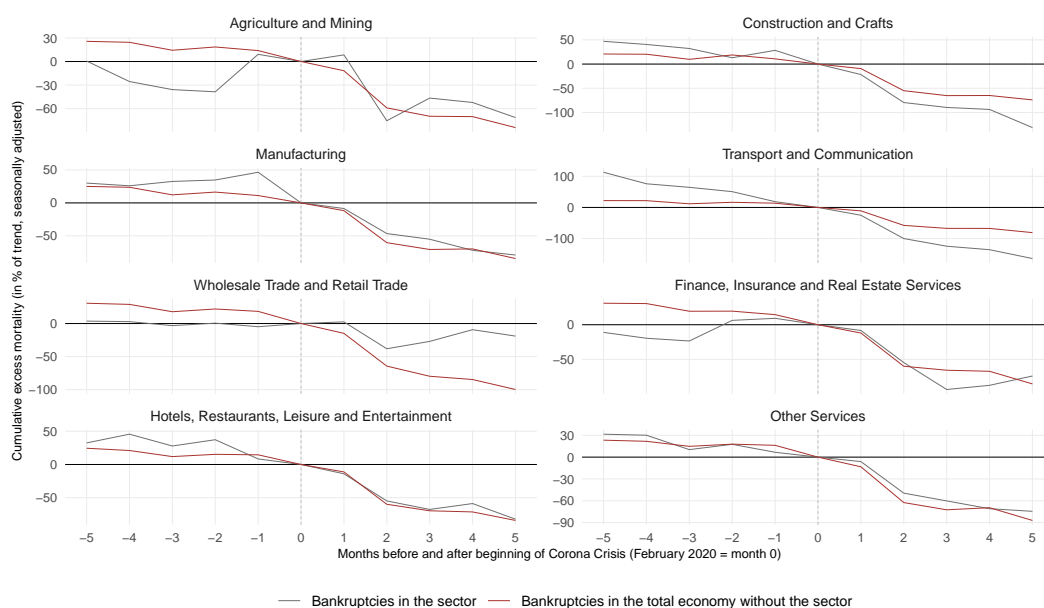 Agriculture and Mining
30
0
−30
−60
Construction and Crafts
50
0
−50
−100
Manufacturing
50
0
−50
Transport and Communication
100
0
−100
Wholesale Trade and Retail Trade
0
−50
−100
Finance, Insurance and Real Estate Services
0
−50
Hotels, Restaurants, Leisure and Entertainment
50
0
−50
−5 −4 −3 −2 −1 0 1 2 3 4 5
Other Services
30
0
−30
−60
−90
−5 −4 −3 −2 −1 0 1 2 3 4 5
Cumulative excess mortality (in % of trend, seasonally adjusted)
Months before and after beginning of Corona Crisis (February 2020 = month 0)
Bankruptcies in the sector Bankruptcies in the total economy without the sector